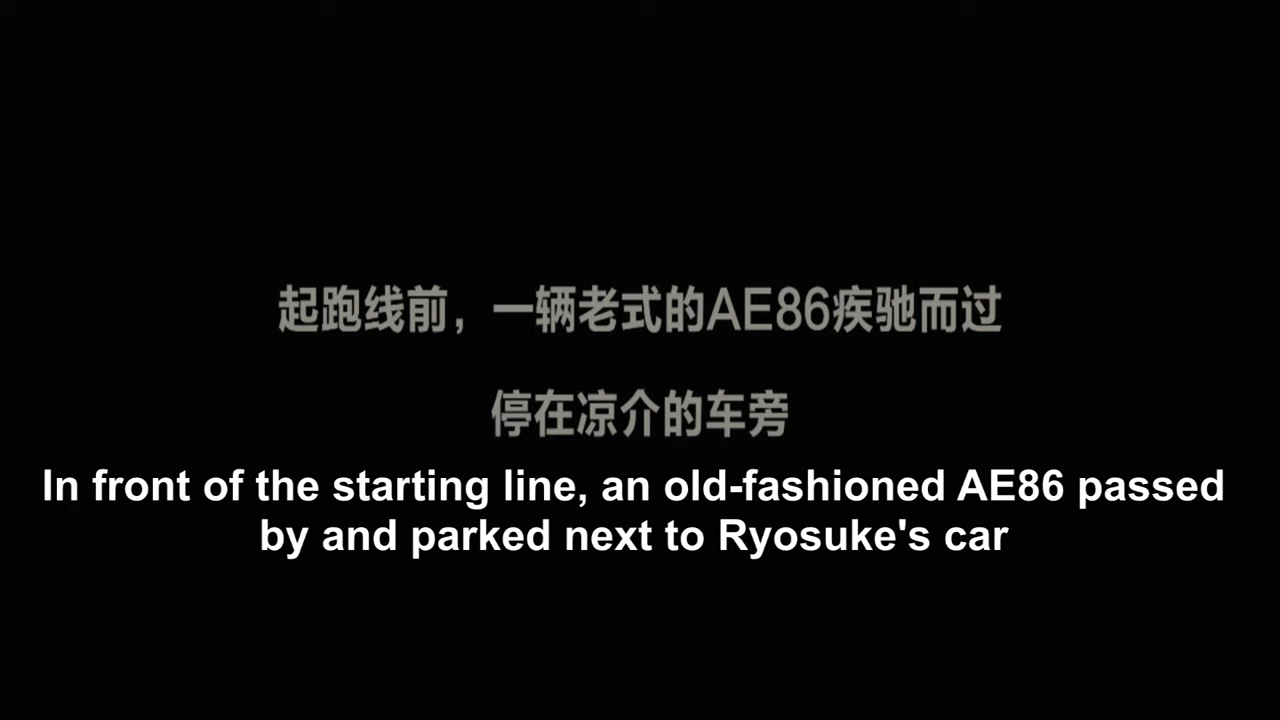 起跑线前，一辆老式的AE86疾驰而过
停在凉介的车旁
In front of the starting line, an old-fashioned AE86 passed
by and parked next to Ryosuke's car